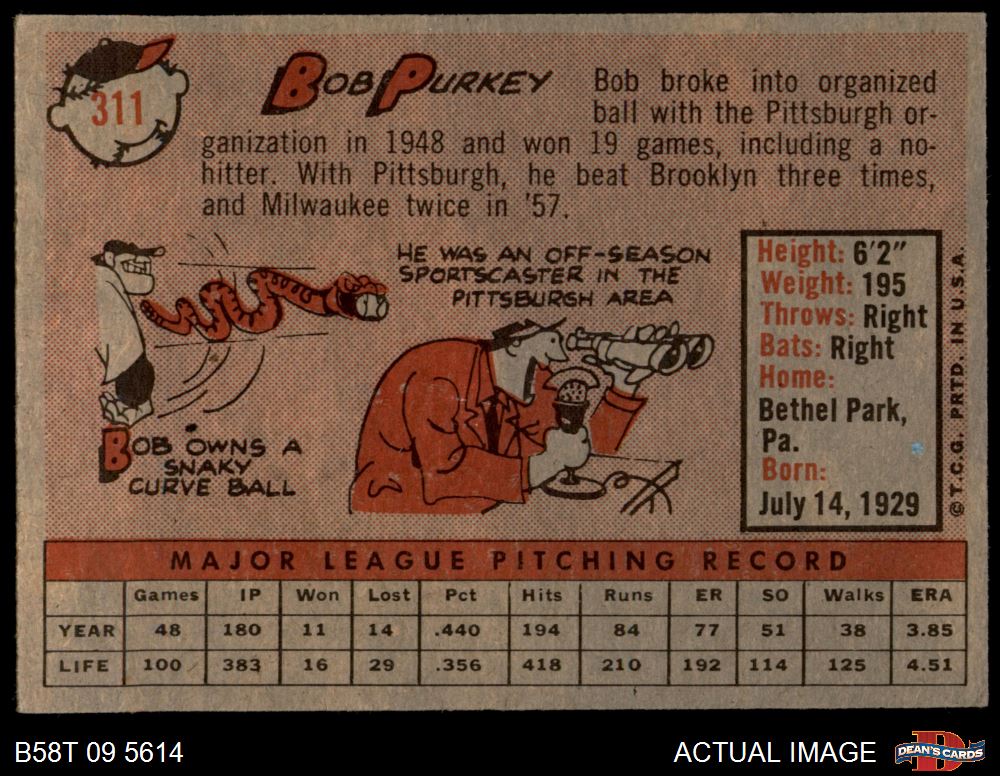 311
BOB PURKEY
Bob broke into organized
ball with the Pittsburgh or-
ganization in 1948 and won 19 games, including a no-
hitter. With Pittsburgh, he beat Brooklyn three times,
and Milwaukee twice in '57.
HE WAS AN OFF-SEASON
SPORTSCASTER IN THE
PITTSBURGH AREA
BOB OWNS A
SNAKY
CURVE BALL
Height: 6'2"
Weight: 195
Throws: Right
Bats: Right
Home:
Bethel Park,
Pa.
Born:
July 14, 1929
©T.C.G. PRTD. IN U.S.A.
MAJOR LEAGUE PITCHING RECORD
Games IP Won Lost Pct Hits Runs ER SO Walks ERA
YEAR 48 180 11 14 .440 194 84 77 51 38 3.85
LIFE 100 383 16 29 .356 418 210 192 114 125 4.51
B58T 09 5614
ACTUAL IMAGE
DEAN'S CARDS